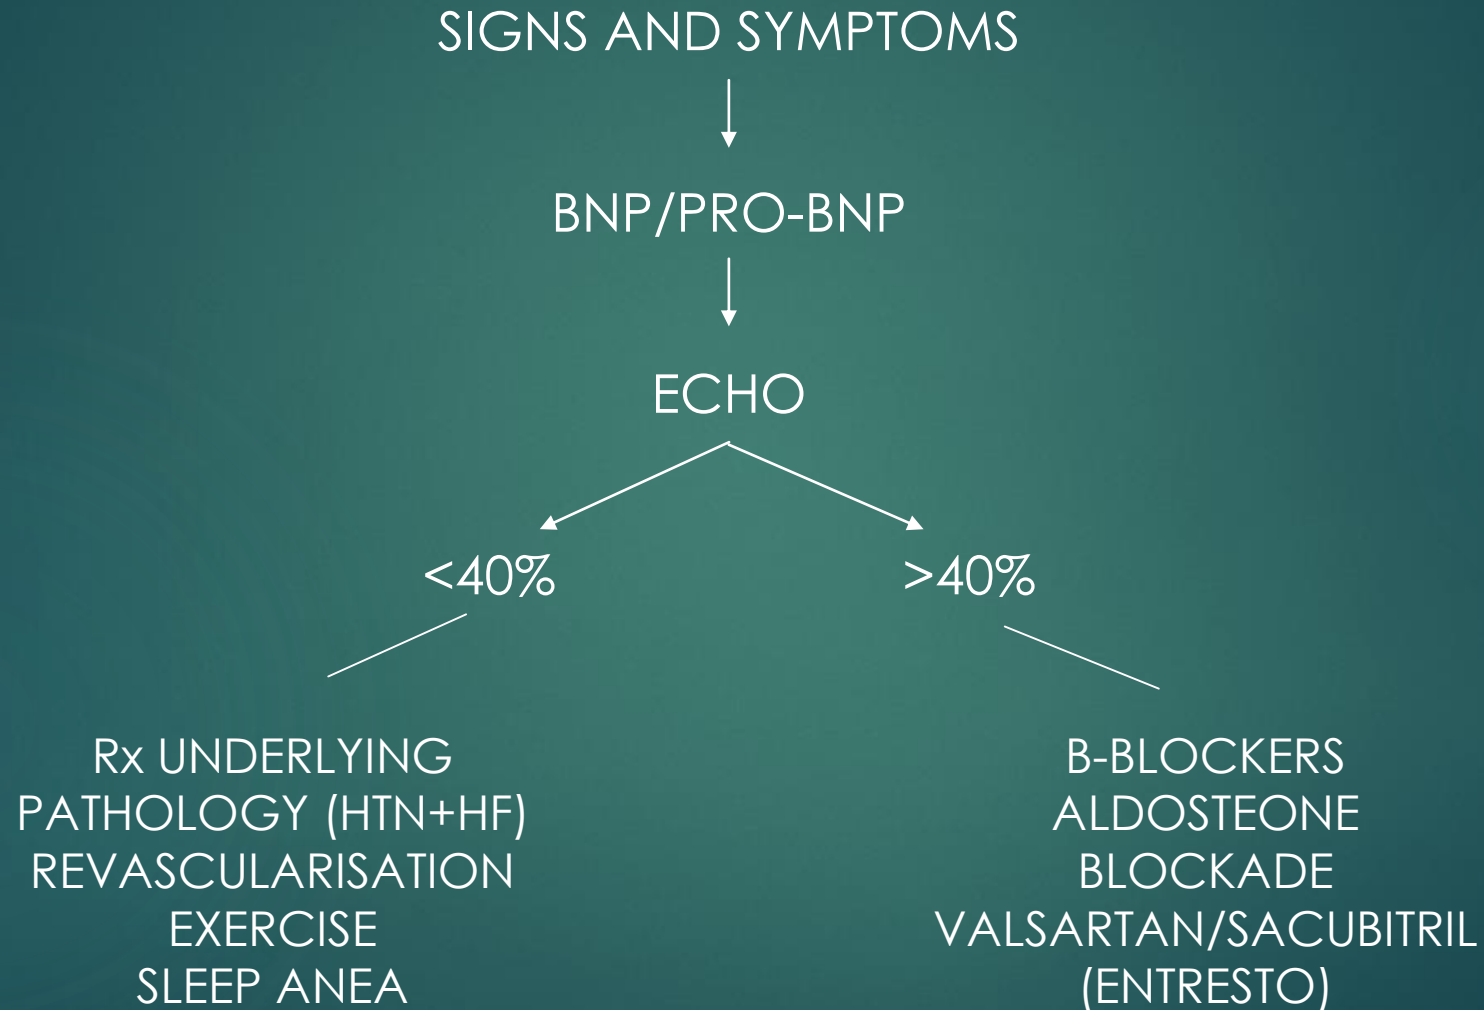 SIGNS AND SYMPTOMS
BNP/PRO-BNP
ECHO
<40%
>40%
Rx UNDERLYING
PATHOLOGY (HTN+HF)
REVASCULARISATION
EXERCISE
SLEEP ANEA
B-BLOCKERS
ALDOSTEONE
BLOCKADE
VALSARTAN/SACUBITRIL
(ENTRESTO)